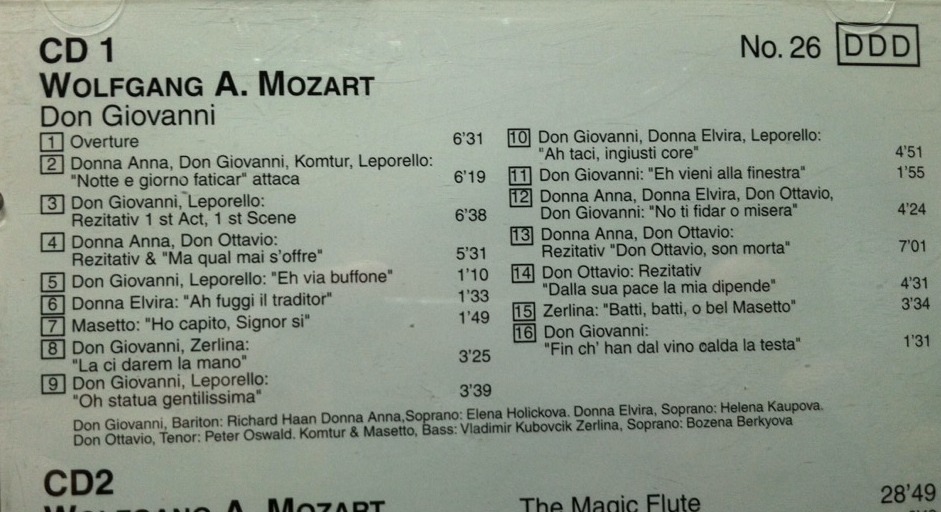 CD 1
No. 26 DDD
WOLFGANG A. MOZART
Don Giovanni
1 Overture 6'31
2 Donna Anna, Don Giovanni, Komtur, Leporello:
"Notte e giorno faticar" attaca 6'19
3 Don Giovanni, Leporello:
Rezitativ 1 st Act, 1 st Scene 6'38
4 Donna Anna, Don Ottavio:
Rezitativ & "Ma qual mai s'offre" 5'31
5 Don Giovanni, Leporello: "Eh via buffone" 1'10
6 Donna Elvira: "Ah fuggi il traditor" 1'33
7 Masetto: "Ho capito, Signor si" 1'49
8 Don Giovanni, Zerlina:
"La ci darem la mano" 3'25
9 Don Giovanni, Leporello:
"Oh statua gentilissima" 3'39
10 Don Giovanni, Donna Elvira, Leporello:
"Ah taci, ingiusti core" 4'51
11 Don Giovanni: "Eh vieni alla finestra" 1'55
12 Donna Anna, Donna Elvira, Don Ottavio,
Don Giovanni: "No ti fidar o misera" 4'24
13 Donna Anna, Don Ottavio:
Rezitativ "Don Ottavio, son morta" 7'01
14 Don Ottavio: Rezitativ
"Dalla sua pace la mia dipende" 4'31
15 Zerlina: "Batti, batti, o bel Masetto" 3'34
16 Don Giovanni:
"Fin ch' han dal vino calda la testa" 1'31
Don Giovanni, Bariton: Richard Haan Donna Anna,Soprano: Elena Holickova. Donna Elvira, Soprano: Helena Kaupova.
Don Ottavio, Tenor: Peter Oswald. Komtur & Masetto, Bass: Vladimir Kubovcik Zerlina, Soprano: Bozena Berkyova
CD2
WOLFGANG A. MOZART
The Magic Flute 28'49